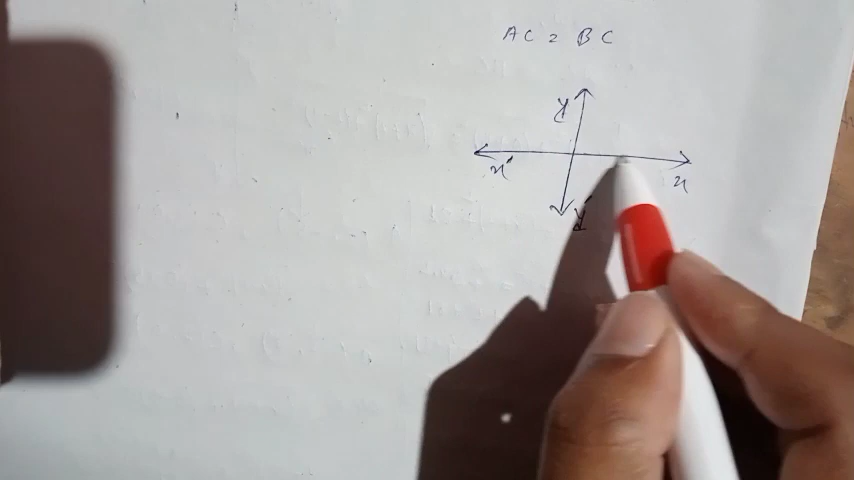 AC = BC
y
x' x
y'